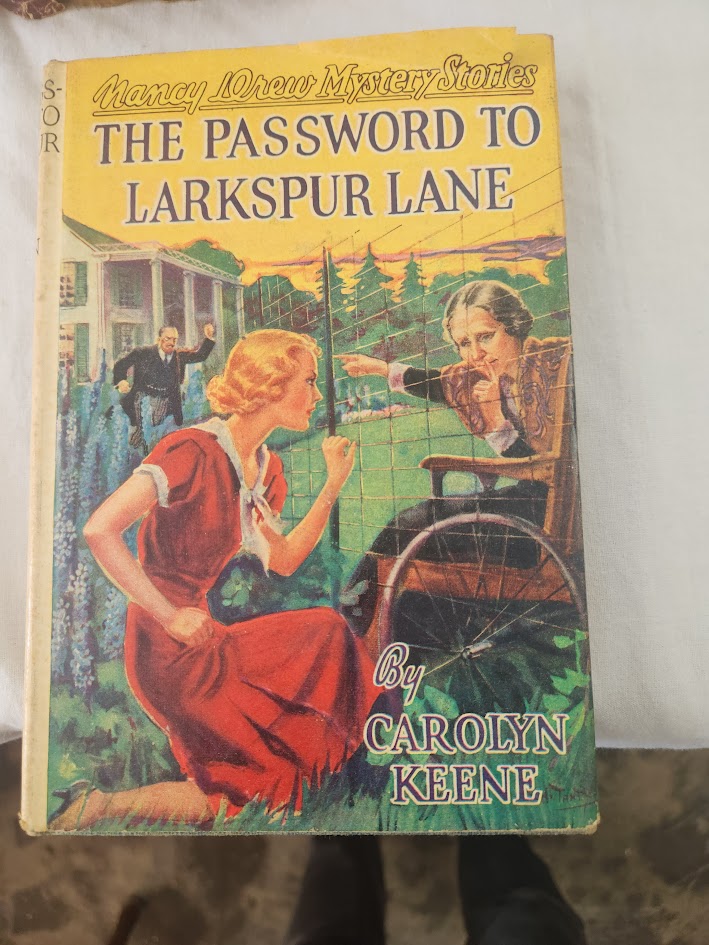 Nancy Drew Mystery Stories
THE PASSWORD TO
LARKSPUR LANE
By
CAROLYN
KEENE
S-
O
R